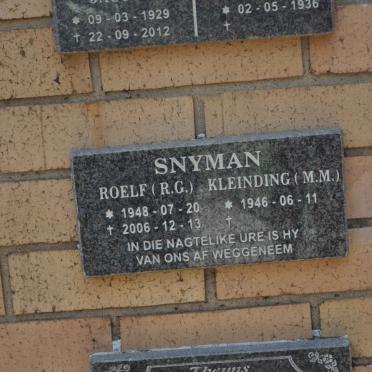 09 - 03 - 1929 * 02 - 05 - 1936
† 22 - 09 - 2012 †
SNYMAN
ROELF ( R.G.) KLEINDING ( M.M.)
* 1948 - 07 - 20 * 1946 - 06 - 11
† 2006 - 12 - 13 †
IN DIE NAGTELIKE URE IS HY
VAN ONS AF WEGGENEEM
Theuns